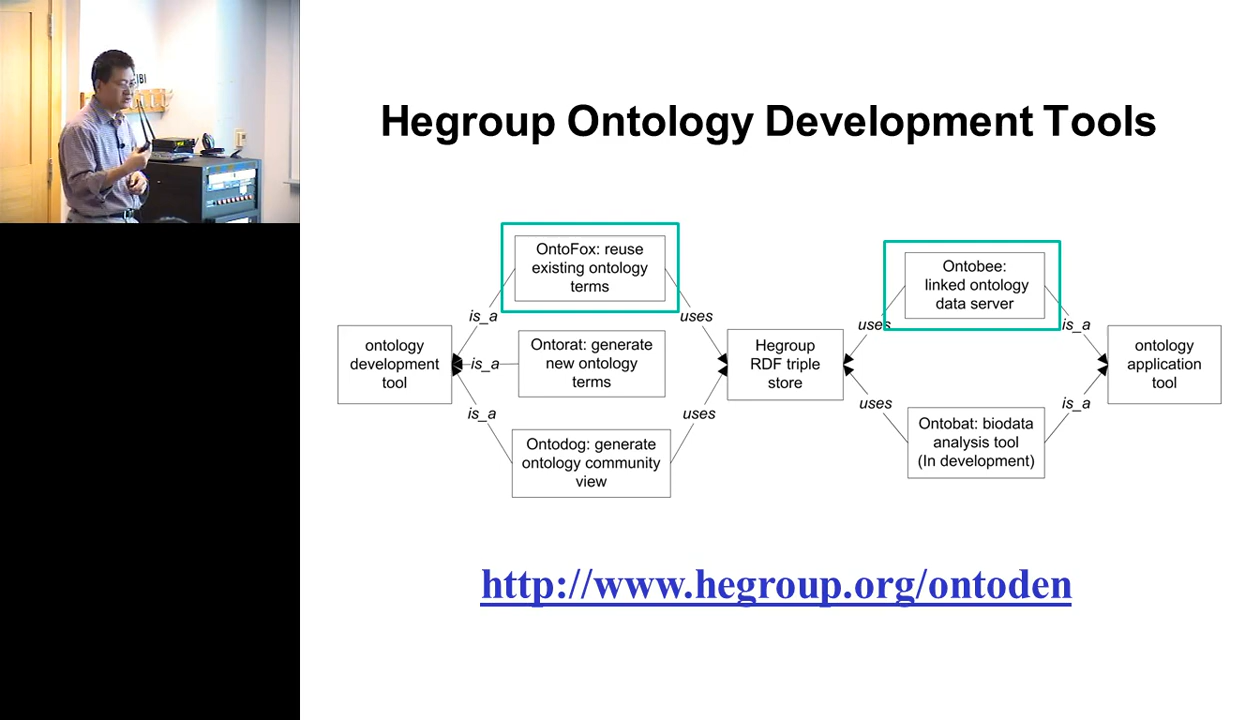 Hegroup Ontology Development Tools
OntoFox: reuse
existing ontology
terms
Ontobee:
linked ontology
data server
is_a
uses
uses
is_a
ontology
development
tool
is_a
Ontorat: generate
new ontology
terms
Hegroup
RDF triple
store
ontology
application
tool
is_a
uses
uses
is_a
Ontodog: generate
ontology community
view
Ontobat: biodata
analysis tool
(In development)
http://www.hegroup.org/ontoden